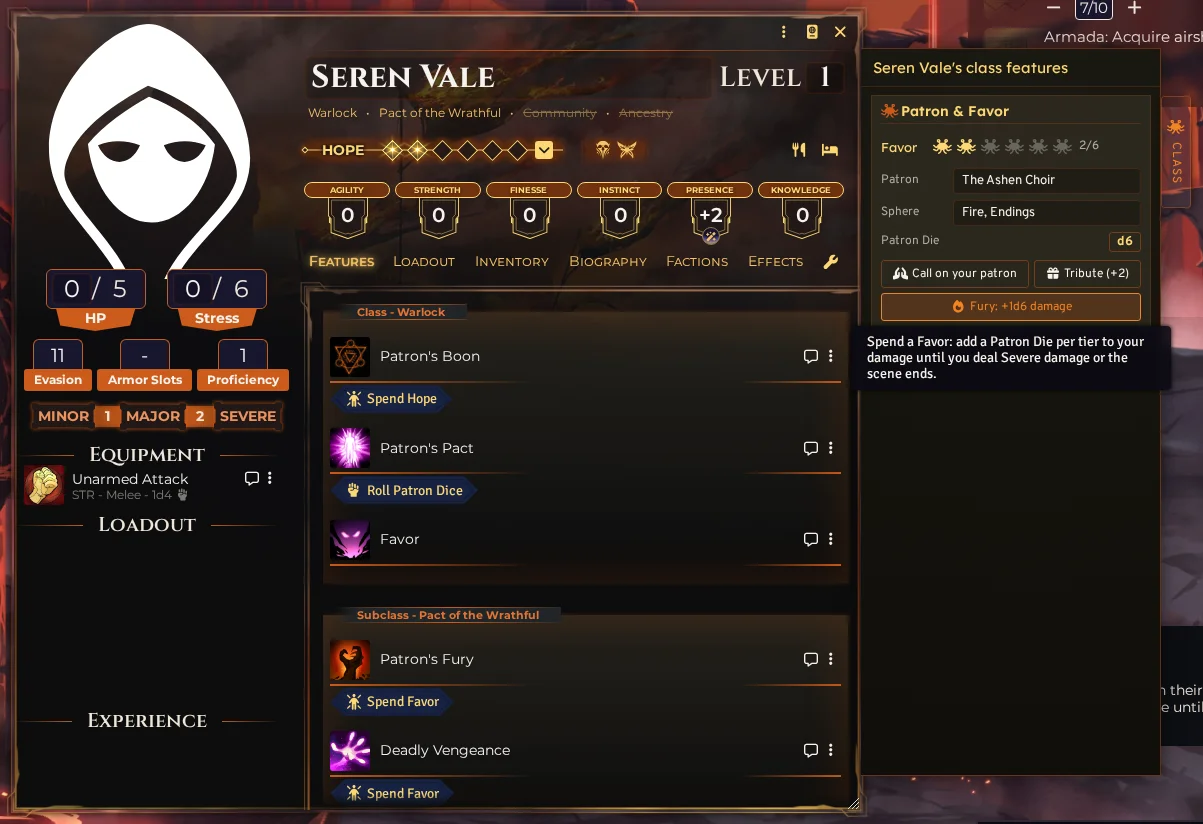 7/10
Armada: Acquire airs
SEREN VALE
LEVEL 1
Warlock · Pact of the Wrathful · Community · Ancestry
HOPE
AGILITY STRENGTH FINESSE INSTINCT PRESENCE KNOWLEDGE
0 0 0 0 +2 0
FEATURES LOADOUT INVENTORY BIOGRAPHY FACTIONS EFFECTS
0 / 5
HP
0 / 6
Stress
11
Evasion
-
Armor Slots
1
Proficiency
MINOR 1 MAJOR 2 SEVERE
EQUIPMENT
Unarmed Attack
STR - Melee - 1d4
LOADOUT
EXPERIENCE
Class - Warlock
Patron's Boon
Spend Hope
Patron's Pact
Roll Patron Dice
Favor
Subclass - Pact of the Wrathful
Patron's Fury
Spend Favor
Deadly Vengeance
Spend Favor
Seren Vale's class features
Patron & Favor
Favor 2/6
Patron The Ashen Choir
Sphere Fire, Endings
Patron Die d6
Call on your patron
Tribute (+2)
Fury: +1d6 damage
Spend a Favor: add a Patron Die per tier to your
damage until you deal Severe damage or the
scene ends.
CLASS
n their
e until